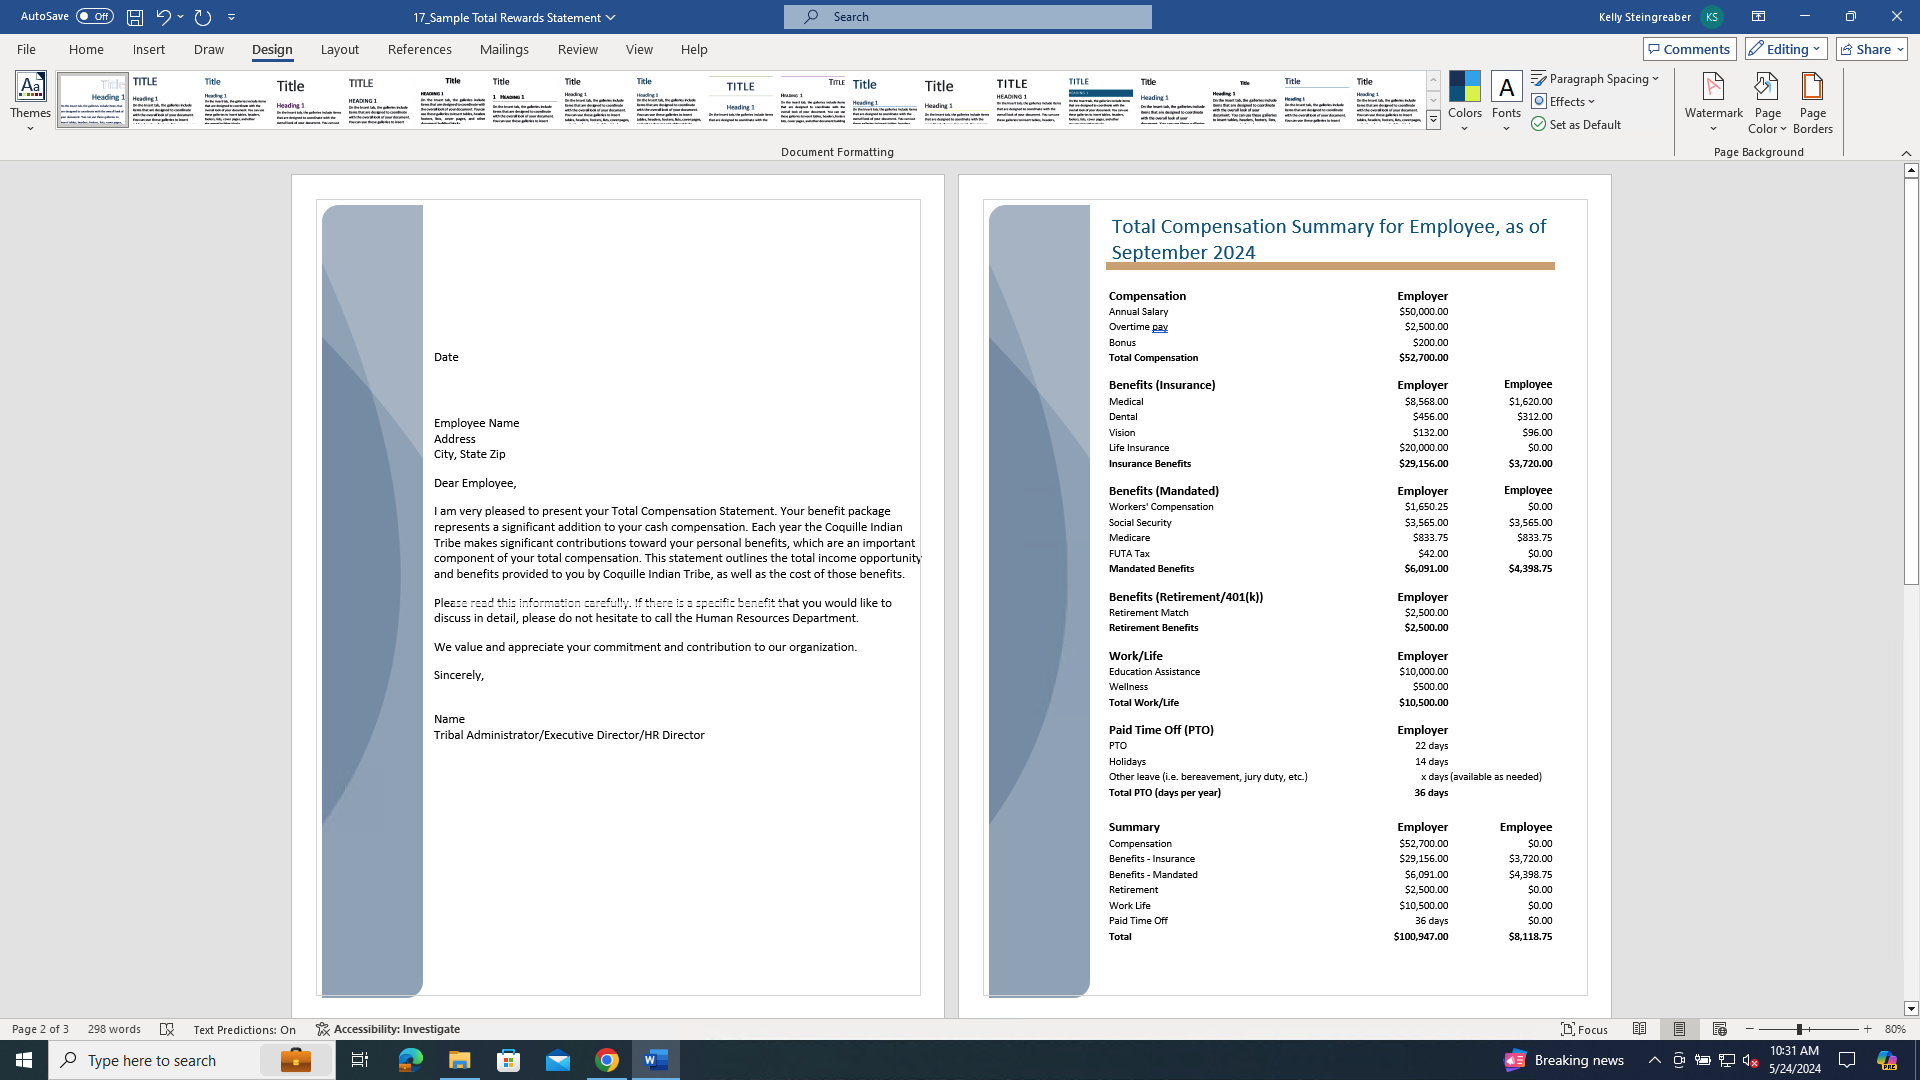 AutoSave Off 17_Sample Total Rewards Statement Search Kelly Steingreaber KS
File Home Insert Draw Design Layout References Mailings Review View Help Comments Editing Share
Themes
Colors Fonts
Paragraph Spacing
Effects
Set as Default
Watermark Page Color Page Borders
Document Formatting Page Background
Date
Employee Name
Address
City, State Zip
Dear Employee,
I am very pleased to present your Total Compensation Statement. Your benefit package
represents a significant addition to your cash compensation. Each year the Coquille Indian
Tribe makes significant contributions toward your personal benefits, which are an important
component of your total compensation. This statement outlines the total income opportunity
and benefits provided to you by Coquille Indian Tribe, as well as the cost of those benefits.
Please read this information carefully. If there is a specific benefit that you would like to
discuss in detail, please do not hesitate to call the Human Resources Department.
We value and appreciate your commitment and contribution to our organization.
Sincerely,
Name
Tribal Administrator/Executive Director/HR Director
Total Compensation Summary for Employee, as of
September 2024
Compensation Employer
Annual Salary $50,000.00
Overtime pay $2,500.00
Bonus $200.00
Total Compensation $52,700.00
Benefits (Insurance) Employer Employee
Medical $8,568.00 $1,620.00
Dental $456.00 $312.00
Vision $132.00 $96.00
Life Insurance $20,000.00 $0.00
Insurance Benefits $29,156.00 $3,720.00
Benefits (Mandated) Employer Employee
Workers' Compensation $1,650.25 $0.00
Social Security $3,565.00 $3,565.00
Medicare $833.75 $833.75
FUTA Tax $42.00 $0.00
Mandated Benefits $6,091.00 $4,398.75
Benefits (Retirement/401(k)) Employer
Retirement Match $2,500.00
Retirement Benefits $2,500.00
Work/Life Employer
Education Assistance $10,000.00
Wellness $500.00
Total Work/Life $10,500.00
Paid Time Off (PTO) Employer
PTO 22 days
Holidays 14 days
Other leave (i.e. bereavement, jury duty, etc.) x days (available as needed)
Total PTO (days per year) 36 days
Summary Employer Employee
Compensation $52,700.00 $0.00
Benefits - Insurance $29,156.00 $3,720.00
Benefits - Mandated $6,091.00 $4,398.75
Retirement $2,500.00 $0.00
Work Life $10,500.00 $0.00
Paid Time Off 36 days $0.00
Total $100,947.00 $8,118.75
Page 2 of 3 298 words Text Predictions: On Accessibility: Investigate Focus 80%
Type here to search Breaking news 10:31 AM
5/24/2024